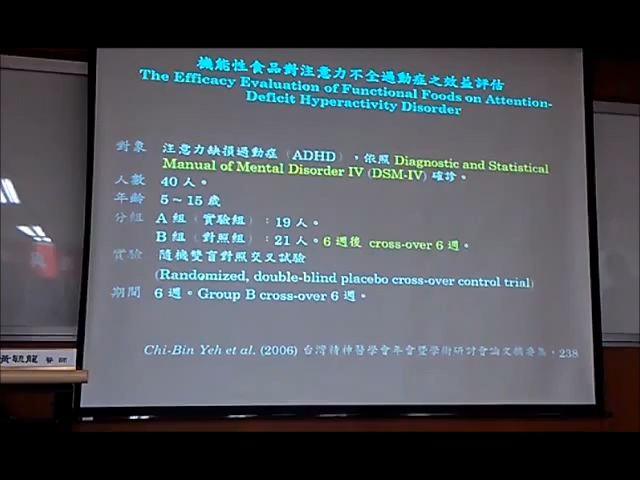 機能性食品對注意力不全過動症之效益評估
The Efficacy Evaluation of Functional Foods on Attention-
Deficit Hyperactivity Disorder
對象 注意力缺損過動症（ADHD），依照 Diagnostic and Statistical
Manual of Mental Disorder IV (DSM-IV) 確診。
人數 40 人。
年齡 5～15 歲
分組 A 組（實驗組）：19 人。
B 組（對照組）：21 人。6 週後 cross-over 6 週。
實驗 隨機雙盲對照交叉試驗
(Randomized, double-blind placebo cross-over control trial)
期間 6 週。Group B cross-over 6 週。
Chi-Bin Yeh et al. (2006) 台灣精神醫學會年會暨學術研討會論文摘要集，238
黃毓龍 醫師